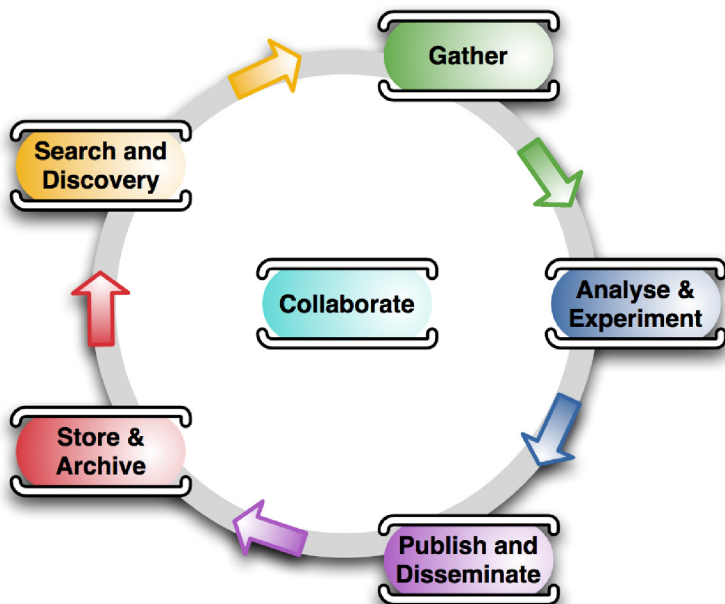 Gather
Search and
Discovery
Collaborate
Analyse &
Experiment
Store &
Archive
Publish and
Disseminate